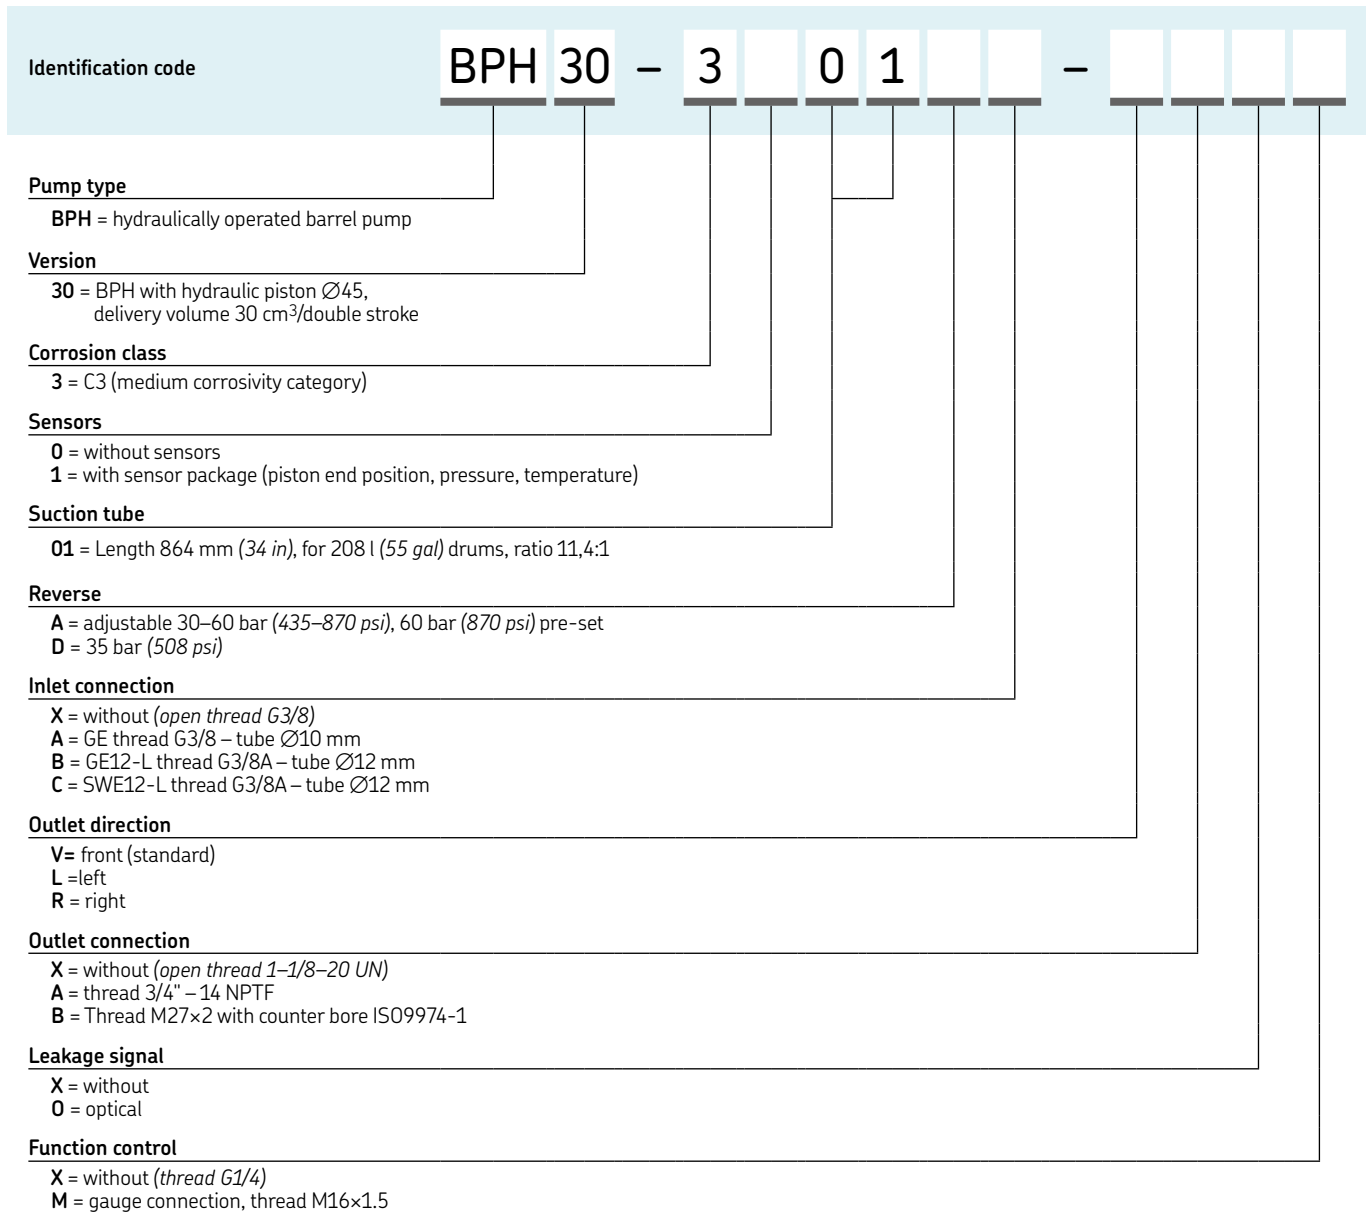 Identification code BPH 30 – 3 0 1 –
Pump type
BPH = hydraulically operated barrel pump
Version
30 = BPH with hydraulic piston ∅45,
delivery volume 30 cm³/double stroke
Corrosion class
3 = C3 (medium corrosivity category)
Sensors
0 = without sensors
1 = with sensor package (piston end position, pressure, temperature)
Suction tube
01 = Length 864 mm (34 in), for 208 l (55 gal) drums, ratio 11,4:1
Reverse
A = adjustable 30–60 bar (435–870 psi), 60 bar (870 psi) pre-set
D = 35 bar (508 psi)
Inlet connection
X = without (open thread G3/8)
A = GE thread G3/8 – tube ∅10 mm
B = GE12-L thread G3/8A – tube ∅12 mm
C = SWE12-L thread G3/8A – tube ∅12 mm
Outlet direction
V= front (standard)
L =left
R = right
Outlet connection
X = without (open thread 1–1/8–20 UN)
A = thread 3/4" – 14 NPTF
B = Thread M27×2 with counter bore ISO9974-1
Leakage signal
X = without
O = optical
Function control
X = without (thread G1/4)
M = gauge connection, thread M16×1.5